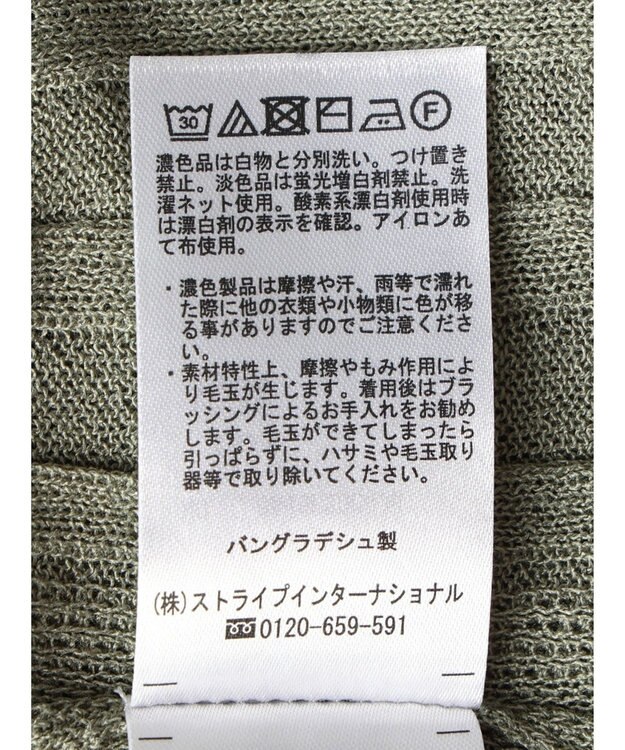 30 F
濃色品は白物と分別洗い。つけ置き
禁止。淡色品は蛍光増白剤禁止。洗
濯ネット使用。酸素系漂白剤使用時
は漂白剤の表示を確認。アイロンあ
て布使用。
・濃色製品は摩擦や汗、雨等で濡れ
た際に他の衣類や小物類に色が移
る事がありますのでご注意くださ
い。
・素材特性上、摩擦やもみ作用によ
り毛玉が生じます。着用後はブラ
ッシングによるお手入れをお勧め
します。毛玉ができてしまったら
引っぱらずに、ハサミや毛玉取り
器等で取り除いてください。
バングラデシュ製
(株)ストライプインターナショナル
0120-659-591